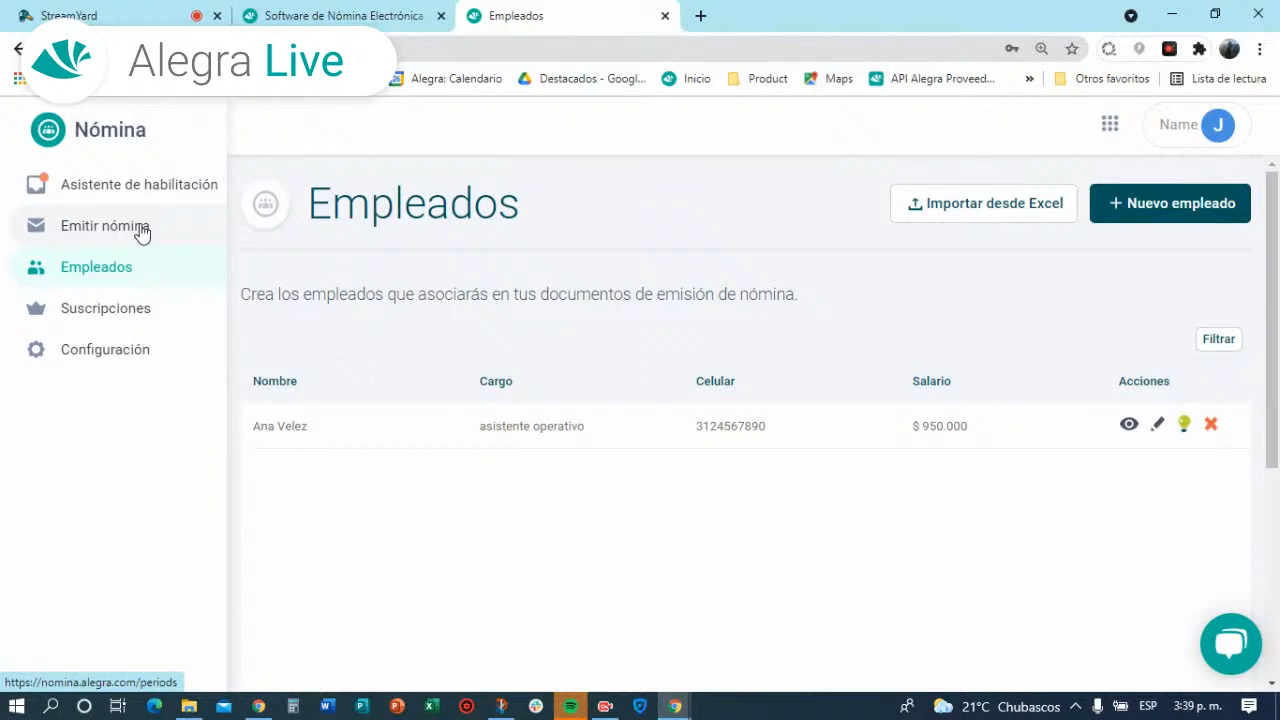 StreamYard
Software de Nómina Electrónica
Empleados
Alegra Live
Alegra: Calendario
Destacados - Googl...
Inicio
Product
Maps
API Alegra Proveed...
»
Otros favoritos
Lista de lectura
Nómina
Name
J
Asistente de habilitación
Emitir nómina
Empleados
Suscripciones
Configuración
Empleados
Importar desde Excel
+ Nuevo empleado
Crea los empleados que asociarás en tus documentos de emisión de nómina.
Filtrar
Nombre Cargo Celular Salario Acciones
Ana Velez asistente operativo 3124567890 $ 950.000
https://nomina.alegra.com/periods
21°C Chubascos
ESP
3:39 p. m.